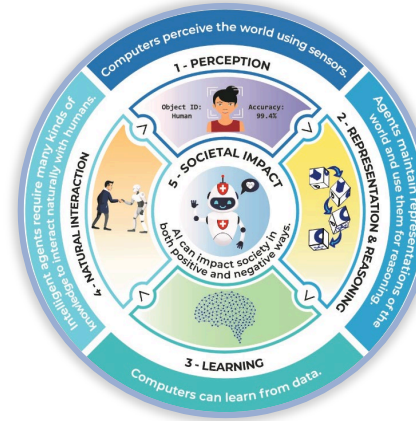 Computers perceive the world using sensors.
1 - PERCEPTION
Object ID:
Human
Accuracy:
99.4%
Agents maintain representations of the
world and use them for reasoning.
2 - REPRESENTATION & REASONING
3 - LEARNING
Computers can learn from data.
Intelligent agents require many kinds of
knowledge to interact naturally with humans.
4 - NATURAL INTERACTION
5 - SOCIETAL IMPACT
AI can impact society in
both positive and negative ways.